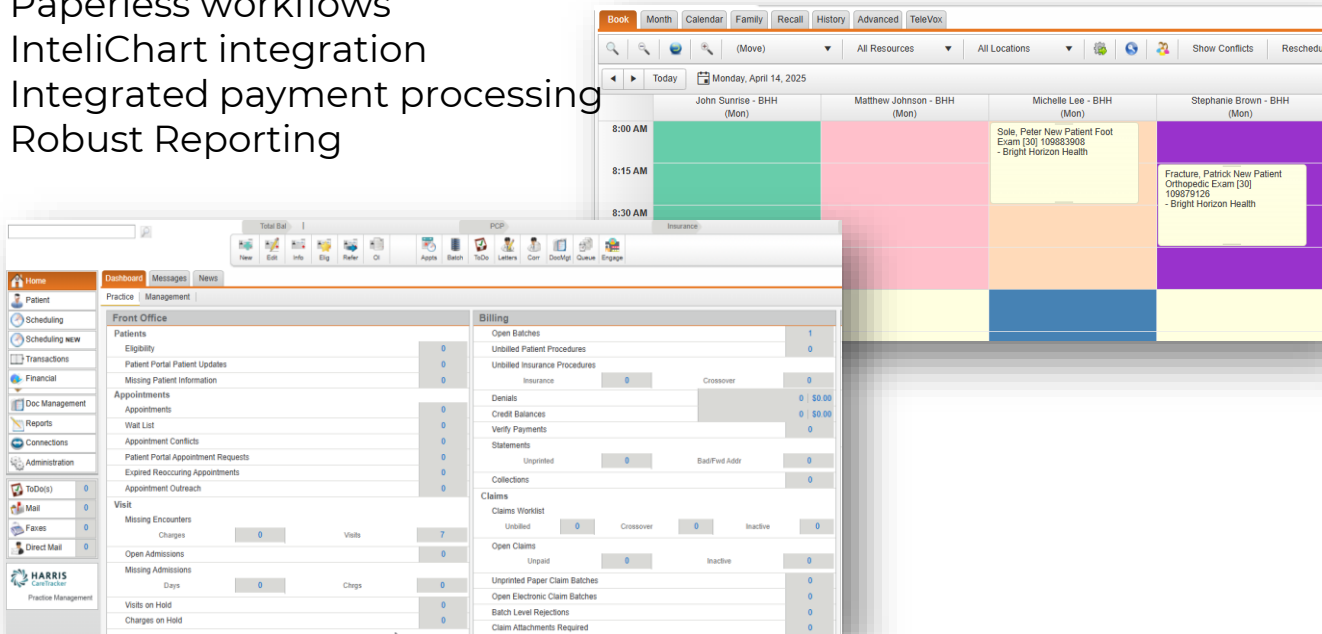 Paperless workflows
InteliChart integration
Integrated payment processing
Robust Reporting
Book Month Calendar Family Recall History Advanced TeleVox
(Move) All Resources All Locations Show Conflicts Reschedu
Today Monday, April 14, 2025
John Sunrise - BHH Matthew Johnson - BHH Michelle Lee - BHH Stephanie Brown - BHH
(Mon) (Mon) (Mon) (Mon)
8:00 AM
Sole, Peter New Patient Foot
Exam [30] 109883908
- Bright Horizon Health
8:15 AM
Fracture, Patrick New Patient
Orthopedic Exam [30]
109879126
- Bright Horizon Health
8:30 AM
Total Bal PCP Insurance
New Edit Info Elig Refer OI Appts Batch ToDo Letters Corr DocMgt Queue Engage
Home
Patient
Scheduling
Scheduling NEW
Transactions
Financial
Doc Management
Reports
Connections
Administration
ToDo(s) 0
Mail 0
Faxes 0
Direct Mail 0
HARRIS
CareTracker
Practice Management
Dashboard Messages News
Practice Management
Front Office
Patients
Eligibility 0
Patient Portal Patient Updates 0
Missing Patient Information 0
Appointments
Appointments 0
Wait List 0
Appointment Conflicts 0
Patient Portal Appointment Requests 0
Expired Reoccuring Appointments 0
Appointment Outreach 0
Visit
Missing Encounters
Charges 0 Visits 7
Open Admissions 0
Missing Admissions
Days 0 Chrgs 0
Visits on Hold 0
Charges on Hold 0
Billing
Open Batches 1
Unbilled Patient Procedures 0
Unbilled Insurance Procedures
Insurance 0 Crossover 0
Denials 0 $0.00
Credit Balances 0 $0.00
Verify Payments 0
Statements
Unprinted 0 Bad/Fwd Addr 0
Collections 0
Claims
Claims Worklist
Unbilled 0 Crossover 0 Inactive 0
Open Claims
Unpaid 0 Inactive 0
Unprinted Paper Claim Batches 0
Open Electronic Claim Batches 0
Batch Level Rejections 0
Claim Attachments Required 0